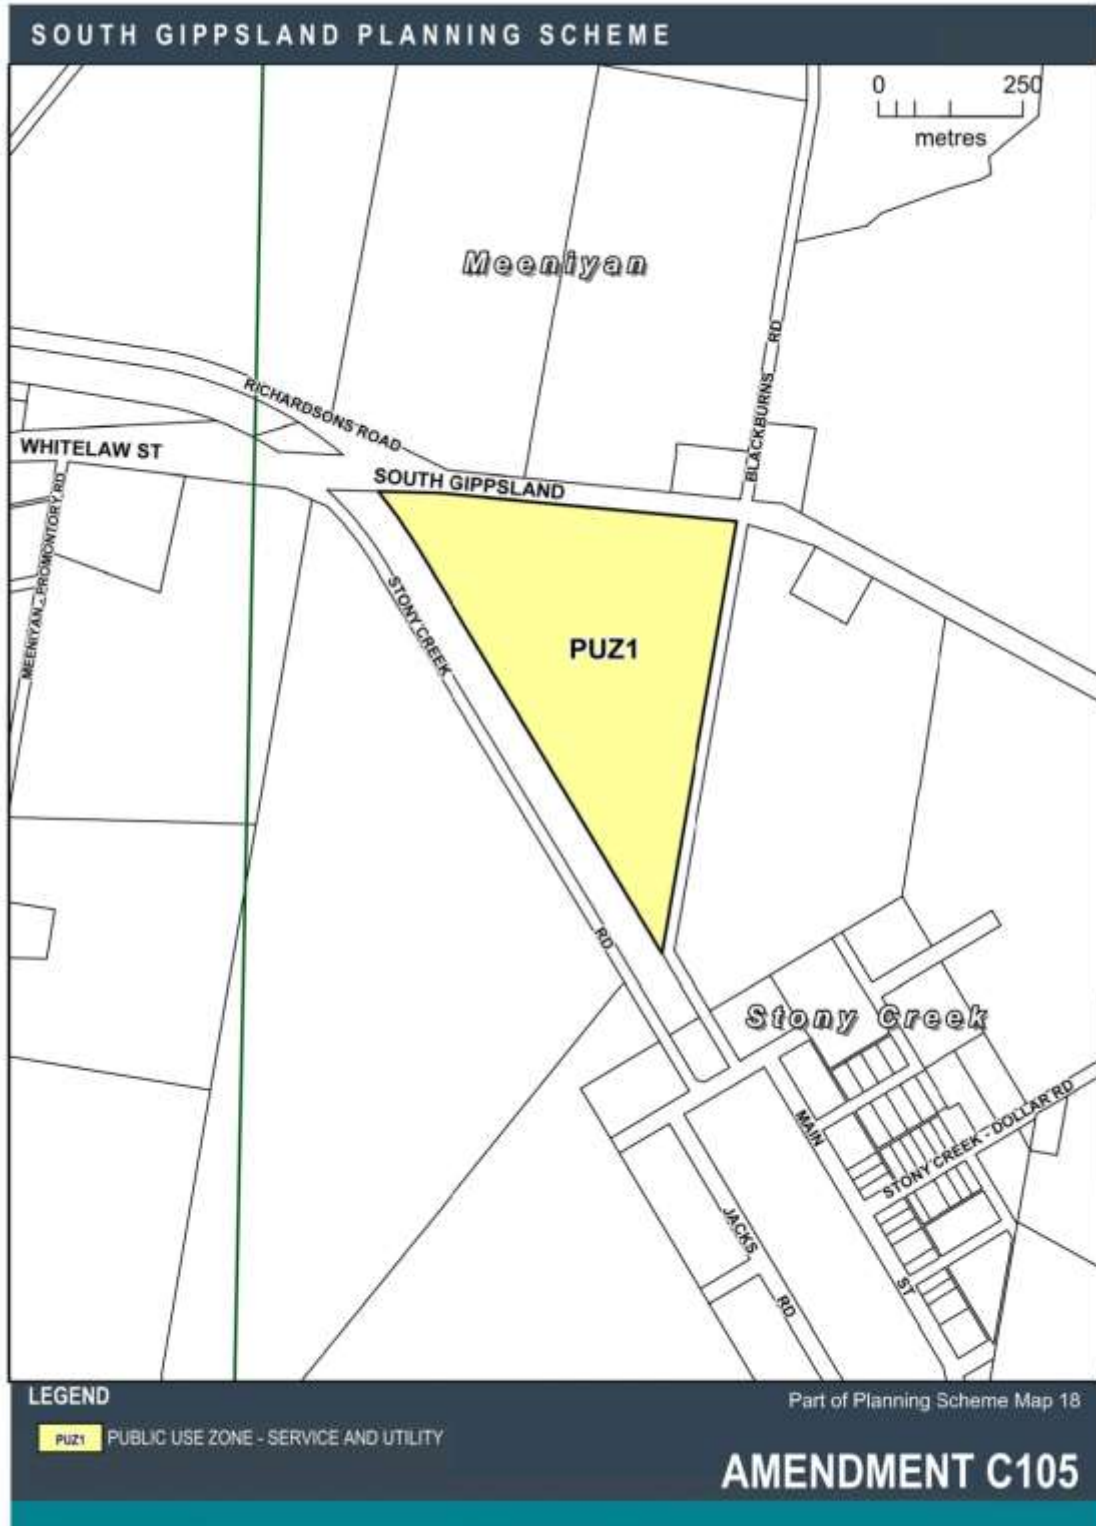 SOUTH GIPPSLAND PLANNING SCHEME
0 250
metres
Meeniyan
BLACKBURNS RD
RICHARDSONS ROAD
WHITELAW ST
SOUTH GIPPSLAND
MEENIYAN - PROMONTORY RD
STONY CREEK RD
PUZ1
Stony Creek
MAIN ST
STONY CREEK - DOLLAR RD
JACKS RD
LEGEND
Part of Planning Scheme Map 18
PUZ1 PUBLIC USE ZONE - SERVICE AND UTILITY
AMENDMENT C105